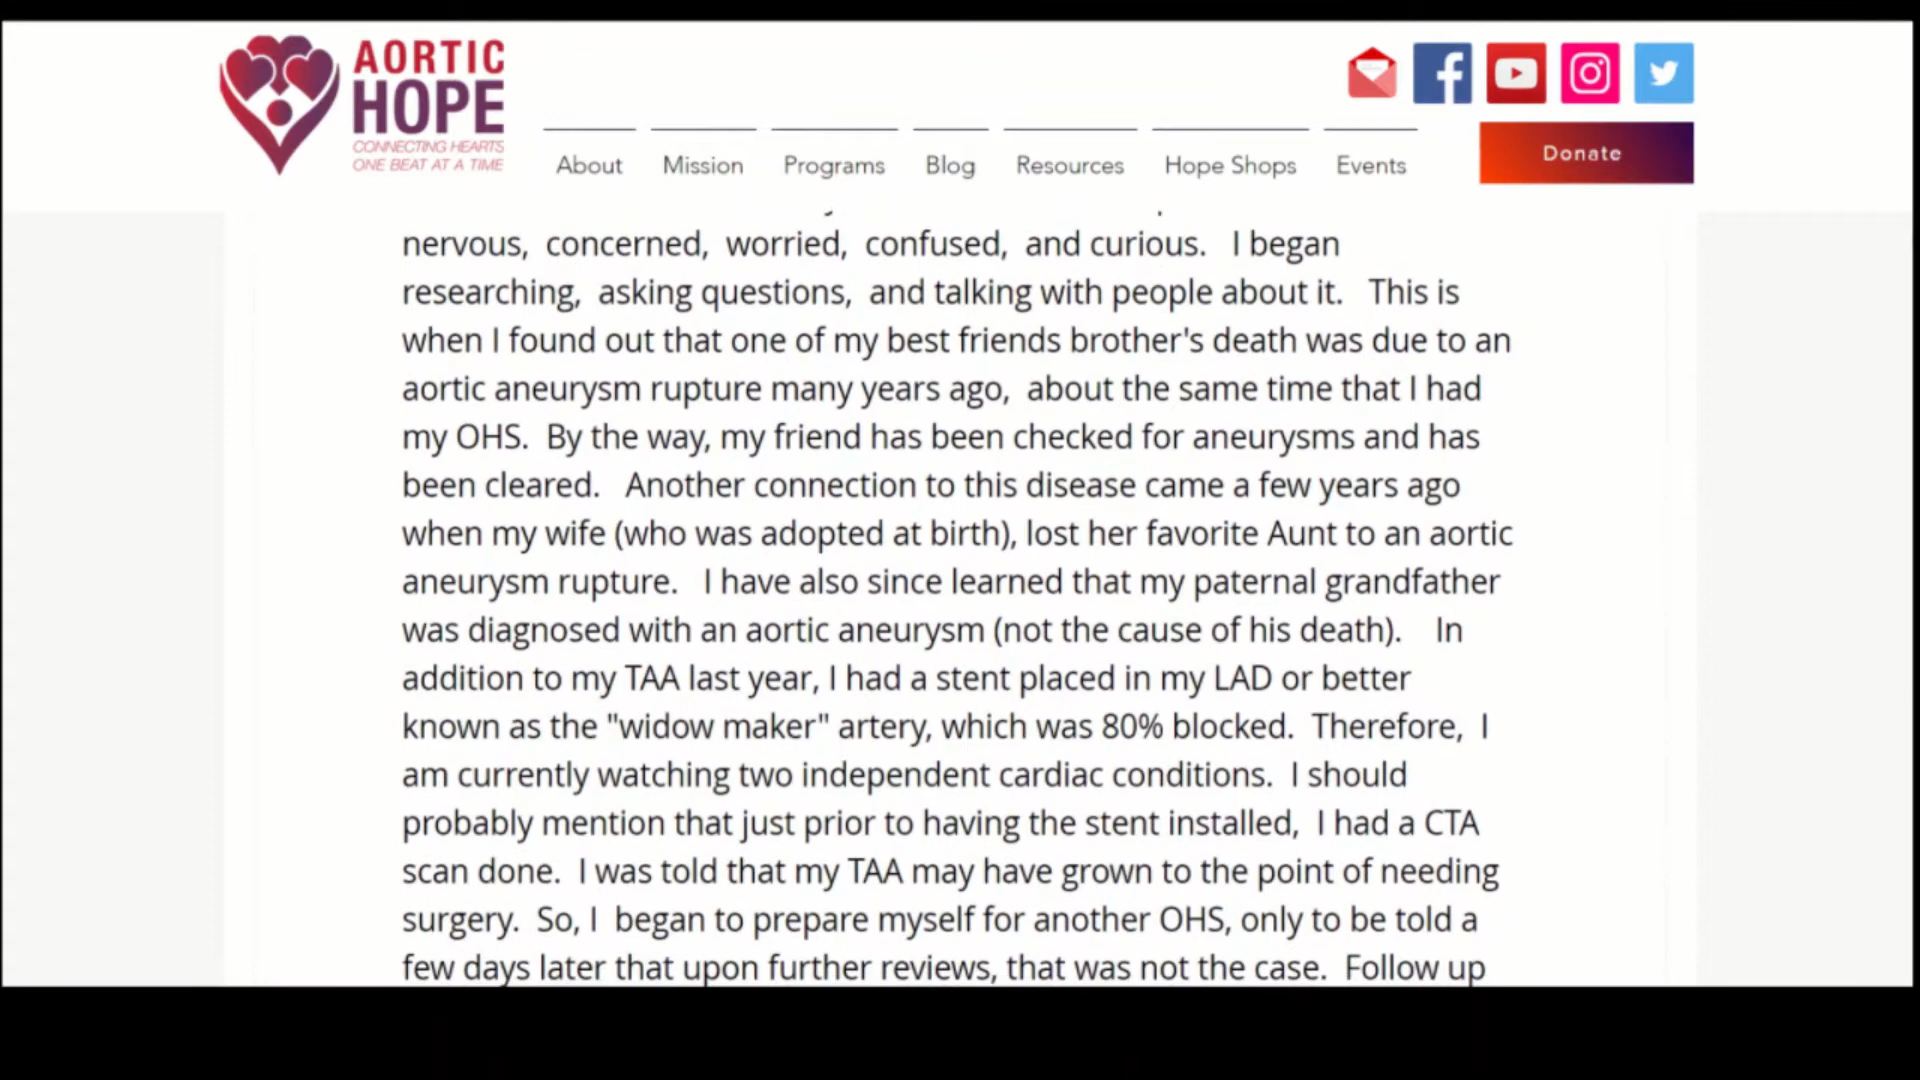 AORTIC
HOPE
CONNECTING HEARTS
ONE BEAT AT A TIME
About Mission Programs Blog Resources Hope Shops Events
Donate
nervous, concerned, worried, confused, and curious. I began
researching, asking questions, and talking with people about it. This is
when I found out that one of my best friends brother's death was due to an
aortic aneurysm rupture many years ago, about the same time that I had
my OHS. By the way, my friend has been checked for aneurysms and has
been cleared. Another connection to this disease came a few years ago
when my wife (who was adopted at birth), lost her favorite Aunt to an aortic
aneurysm rupture. I have also since learned that my paternal grandfather
was diagnosed with an aortic aneurysm (not the cause of his death). In
addition to my TAA last year, I had a stent placed in my LAD or better
known as the "widow maker" artery, which was 80% blocked. Therefore, I
am currently watching two independent cardiac conditions. I should
probably mention that just prior to having the stent installed, I had a CTA
scan done. I was told that my TAA may have grown to the point of needing
surgery. So, I began to prepare myself for another OHS, only to be told a
few days later that upon further reviews, that was not the case. Follow up